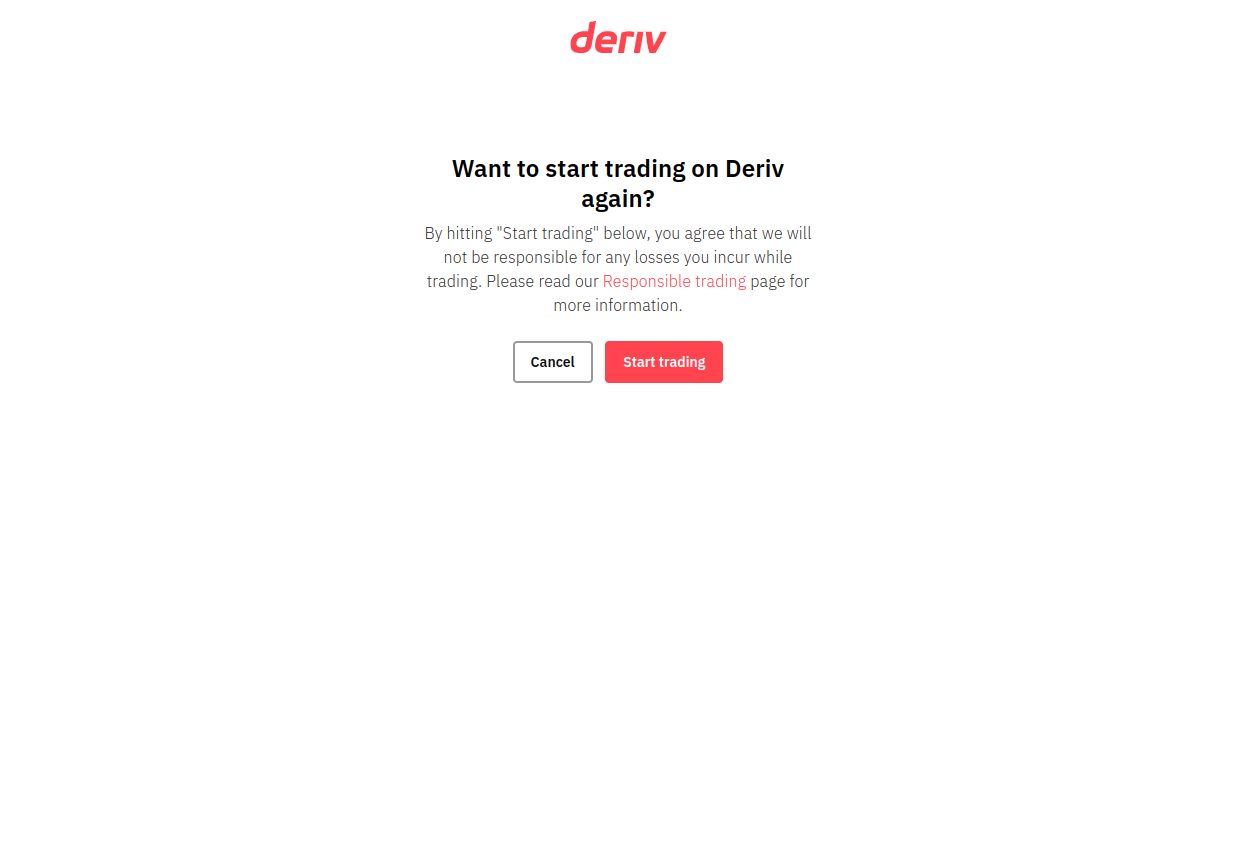 deriv
Want to start trading on Deriv
again?
By hitting "Start trading" below, you agree that we will
not be responsible for any losses you incur while
trading. Please read our Responsible trading page for
more information.
Cancel Start trading